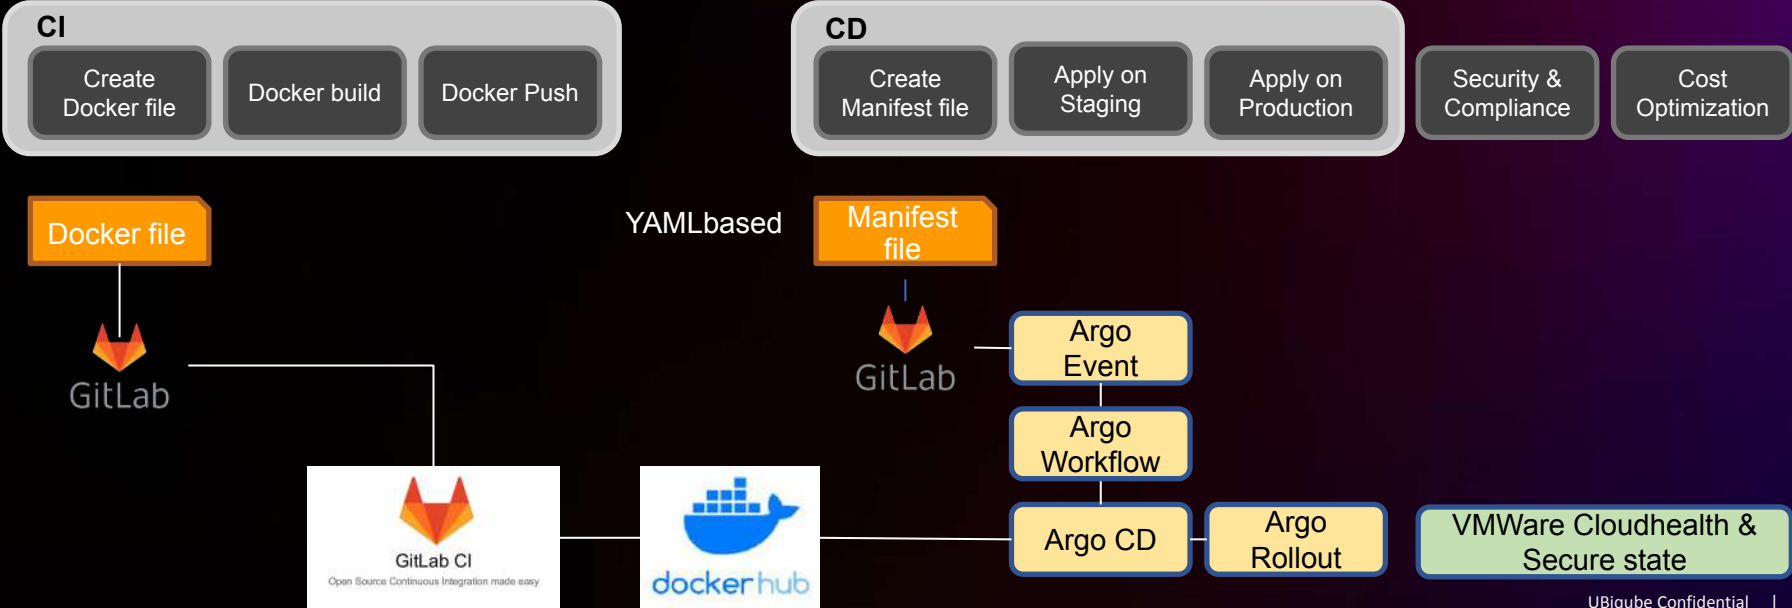 CI
Create
Docker file
Docker build
Docker Push
CD
Create
Manifest file
Apply on
Staging
Apply on
Production
Security &
Compliance
Cost
Optimization
Docker file
YAMLbased
Manifest
file
GitLab
GitLab
Argo
Event
Argo
Workflow
GitLab CI
Open Source Continuous Integration made easy
dockerhub
Argo CD
Argo
Rollout
VMWare Cloudhealth &
Secure state
UBiqube Confidential |